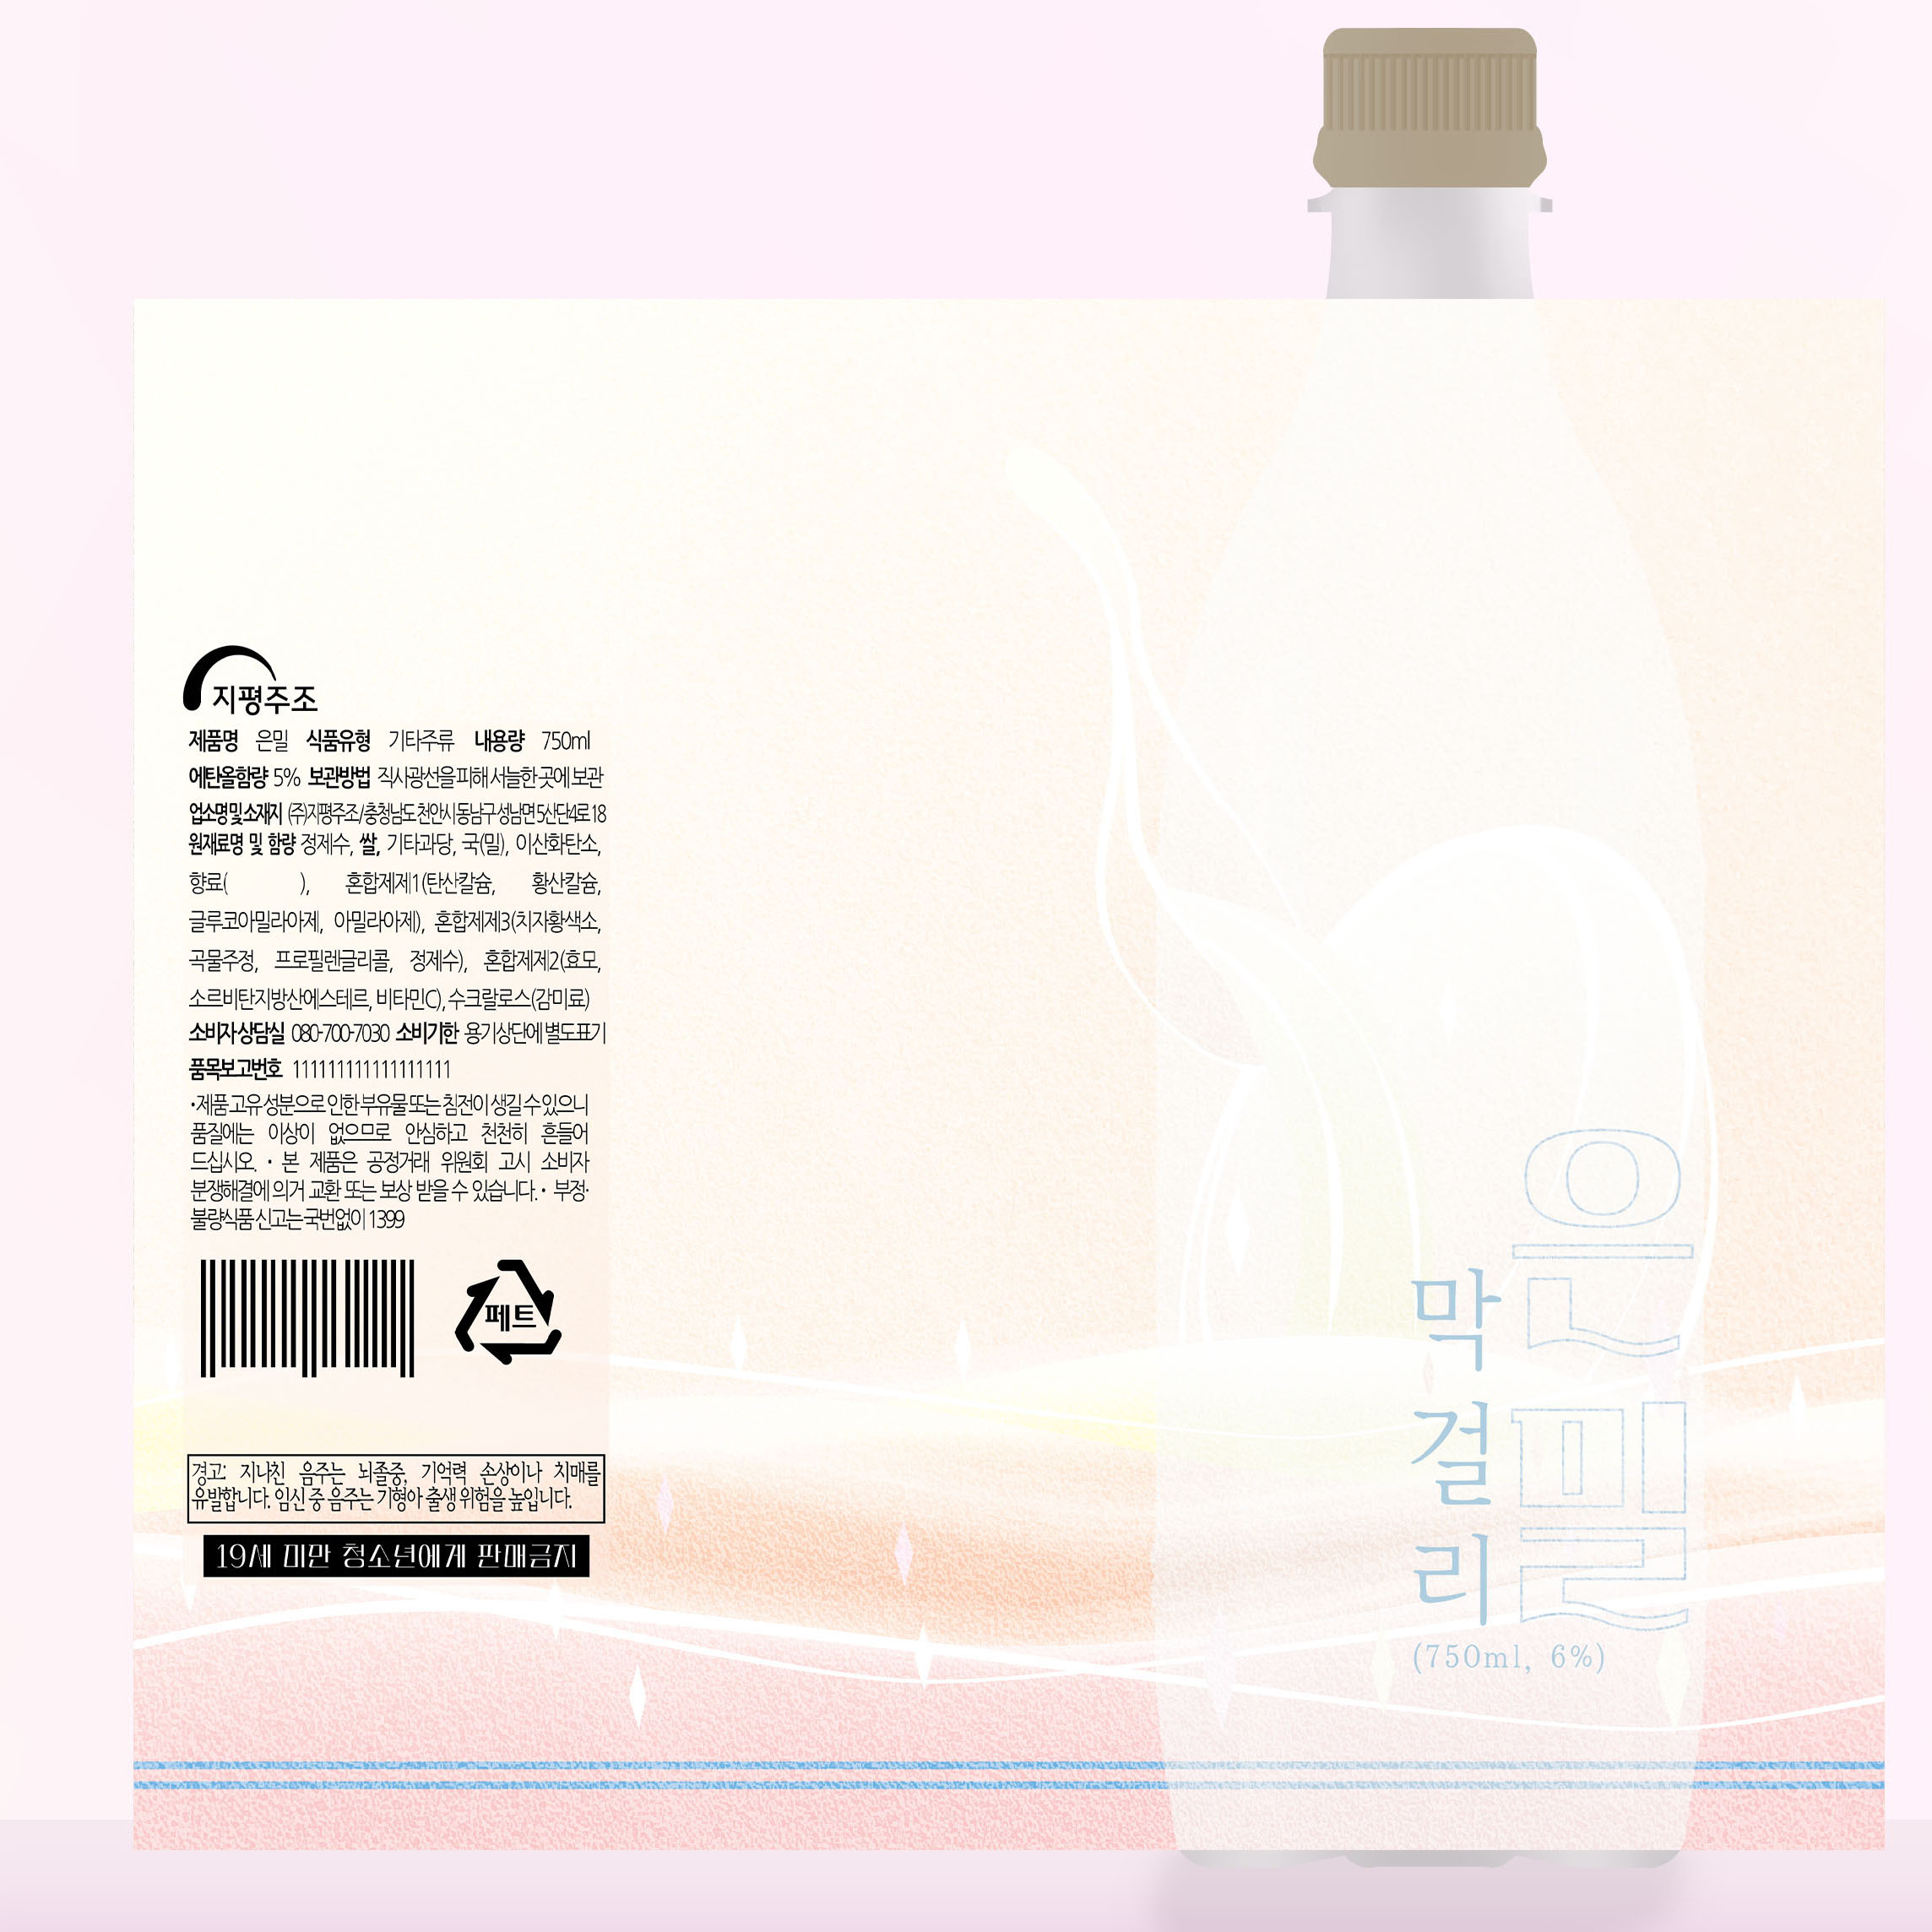 지평주조
제품명 은밀 식품유형 기타주류 내용량 750ml
에탄올함량 5% 보관방법 직사광선을 피해 서늘한 곳에 보관
업소명 및 소재지 (주)지평주조/충청남도 천안시 동남구 성남면 5산단4로 18
원재료명 및 함량 정제수, 쌀, 기타과당, 국(밀), 이산화탄소,
향료( ), 혼합제제1(탄산칼슘, 황산칼슘,
글루코아밀라아제, 아밀라아제), 혼합제제3(치자황색소,
곡물주정, 프로필렌글리콜, 정제수), 혼합제제2(효모,
소르비탄지방산에스테르, 비타민C), 수크랄로스(감미료)
소비자 상담실 080-700-7030 소비기한 용기상단에 별도표기
품목보고번호 111111111111111111
•제품 고유 성분으로 인한 부유물 또는 침전이 생길 수 있으니
품질에는 이상이 없으므로 안심하고 천천히 흔들어
드십시오. • 본 제품은 공정거래 위원회 고시 소비자
분쟁해결에 의거 교환 또는 보상 받을 수 있습니다. • 부정·
불량식품 신고는 국번없이 1399
페트
경고: 지나친 음주는 뇌졸중, 기억력 손상이나 치매를
유발합니다. 임신 중 음주는 기형아 출생 위험을 높입니다.
19세 미만 청소년에게 판매금지
은밀
막걸리
(750ml, 6%)